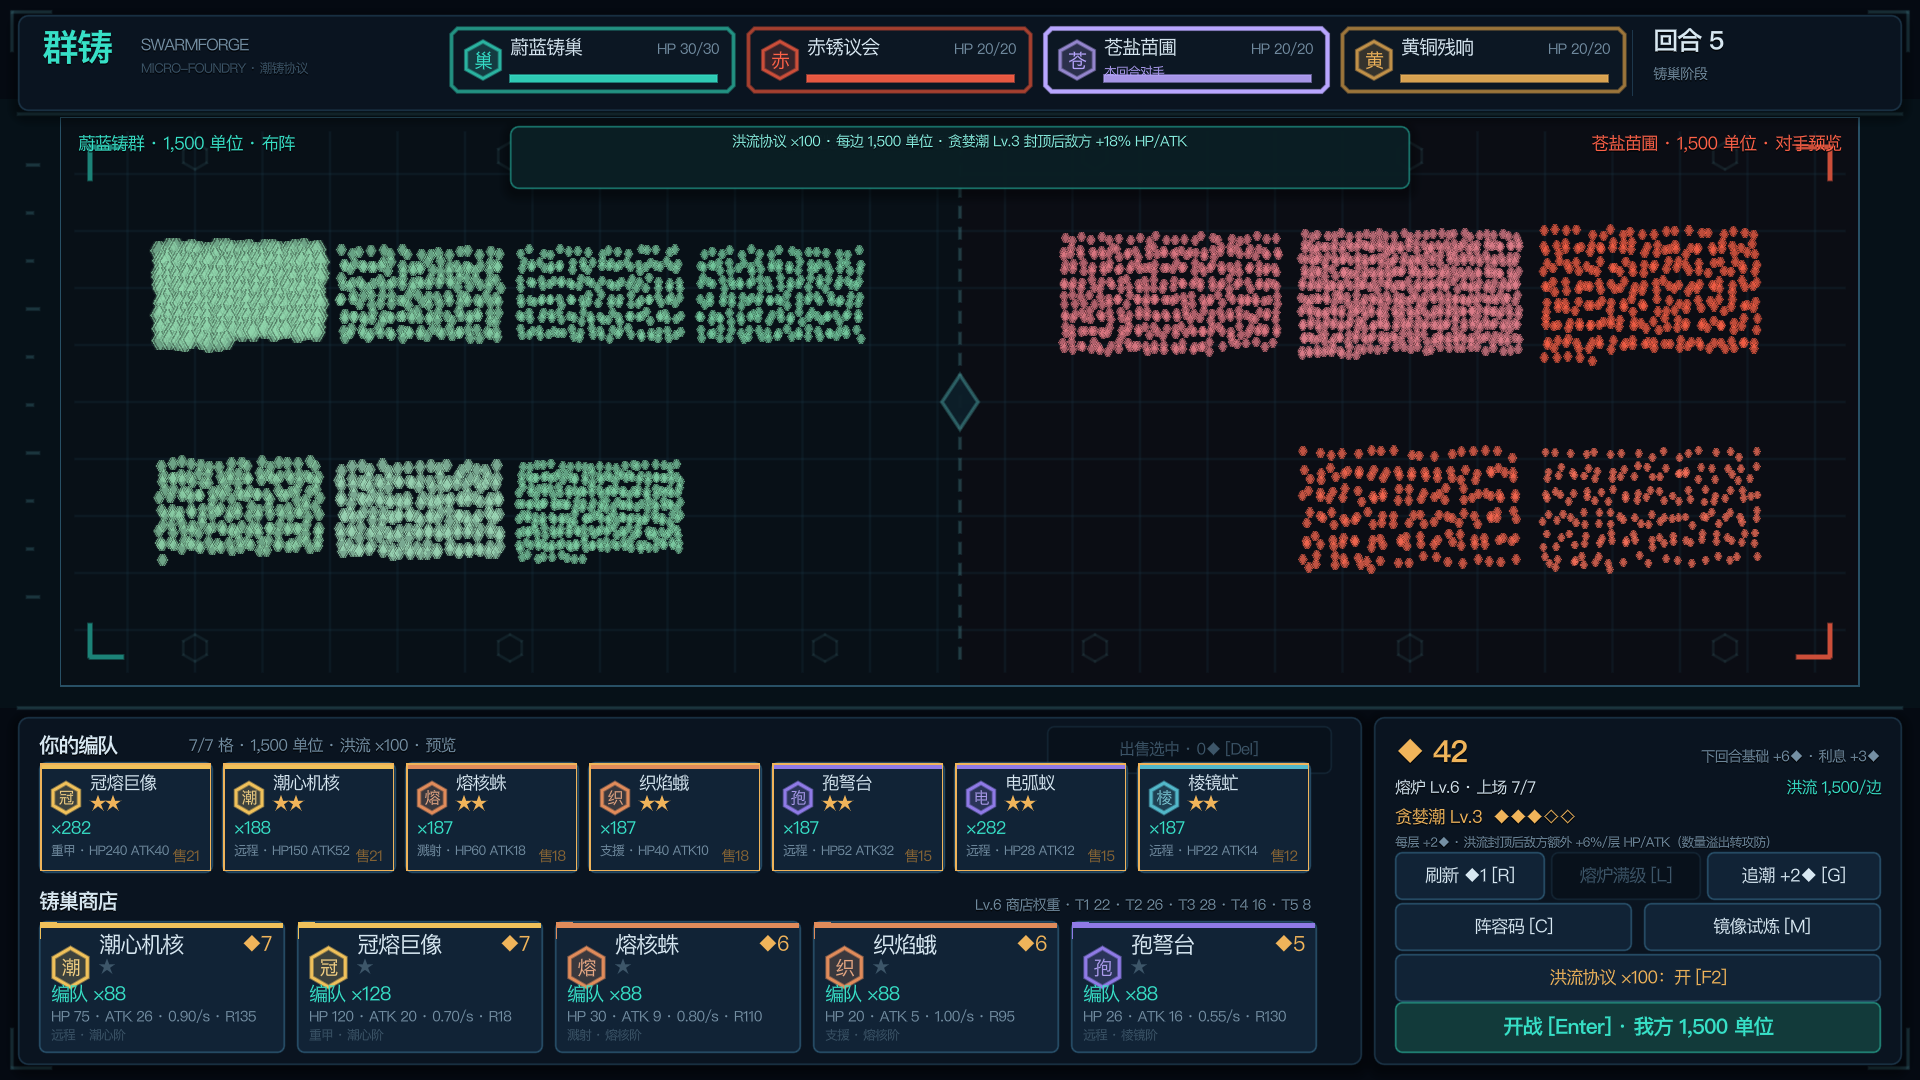 群铸
SWARMFORGE
MICRO-FOUNDRY · 潮铸协议
巢 蔚蓝铸巢 HP 30/30
赤 赤锈议会 HP 20/20
苍 苍盐苗圃 HP 20/20
本回合对手
黄 黄铜残响 HP 20/20
回合 5
铸巢阶段
蔚蓝铸群 · 1,500 单位 · 布阵
洪流协议 ×100 · 每边 1,500 单位 · 贪婪潮 Lv.3 封顶后敌方 +18% HP/ATK
苍盐苗圃 · 1,500 单位 · 对手预览
你的编队
7/7 格 · 1,500 单位 · 洪流 ×100 · 预览
出售选中 · 0◆ [Del]
冠 冠熔巨像
★★
×282
重甲 · HP240 ATK40 售21
潮 潮心机核
★★
×188
远程 · HP150 ATK52 售21
熔 熔核蛛
★★
×187
溅射 · HP60 ATK18 售18
织 织焰蛾
★★
×187
支援 · HP40 ATK10 售18
孢 孢弩台
★★
×187
远程 · HP52 ATK32 售15
电 电弧蚁
★★
×282
远程 · HP28 ATK12 售15
棱 棱镜虻
★★
×187
远程 · HP22 ATK14 售12
铸巢商店
Lv.6 商店权重 · T1 22 · T2 26 · T3 28 · T4 16 · T5 8
潮 潮心机核 ◆7
★
编队 ×88
HP 75 · ATK 26 · 0.90/s · R135
远程 · 潮心阶
冠 冠熔巨像 ◆7
★
编队 ×128
HP 120 · ATK 20 · 0.70/s · R18
重甲 · 潮心阶
熔 熔核蛛 ◆6
★
编队 ×88
HP 30 · ATK 9 · 0.80/s · R110
溅射 · 熔核阶
织 织焰蛾 ◆6
★
编队 ×88
HP 20 · ATK 5 · 1.00/s · R95
支援 · 熔核阶
孢 孢弩台 ◆5
★
编队 ×88
HP 26 · ATK 16 · 0.55/s · R130
远程 · 棱镜阶
◆ 42
下回合基础 +6◆ · 利息 +3◆
熔炉 Lv.6 · 上场 7/7
洪流 1,500/边
贪婪潮 Lv.3 ◆◆◆◇◇
每层 +2◆ · 洪流封顶后敌方额外 +6%/层 HP/ATK（数量溢出转攻防）
刷新 ◆1 [R]
熔炉满级 [L]
追潮 +2◆ [G]
阵容码 [C]
镜像试炼 [M]
洪流协议 ×100：开 [F2]
开战 [Enter] · 我方 1,500 单位